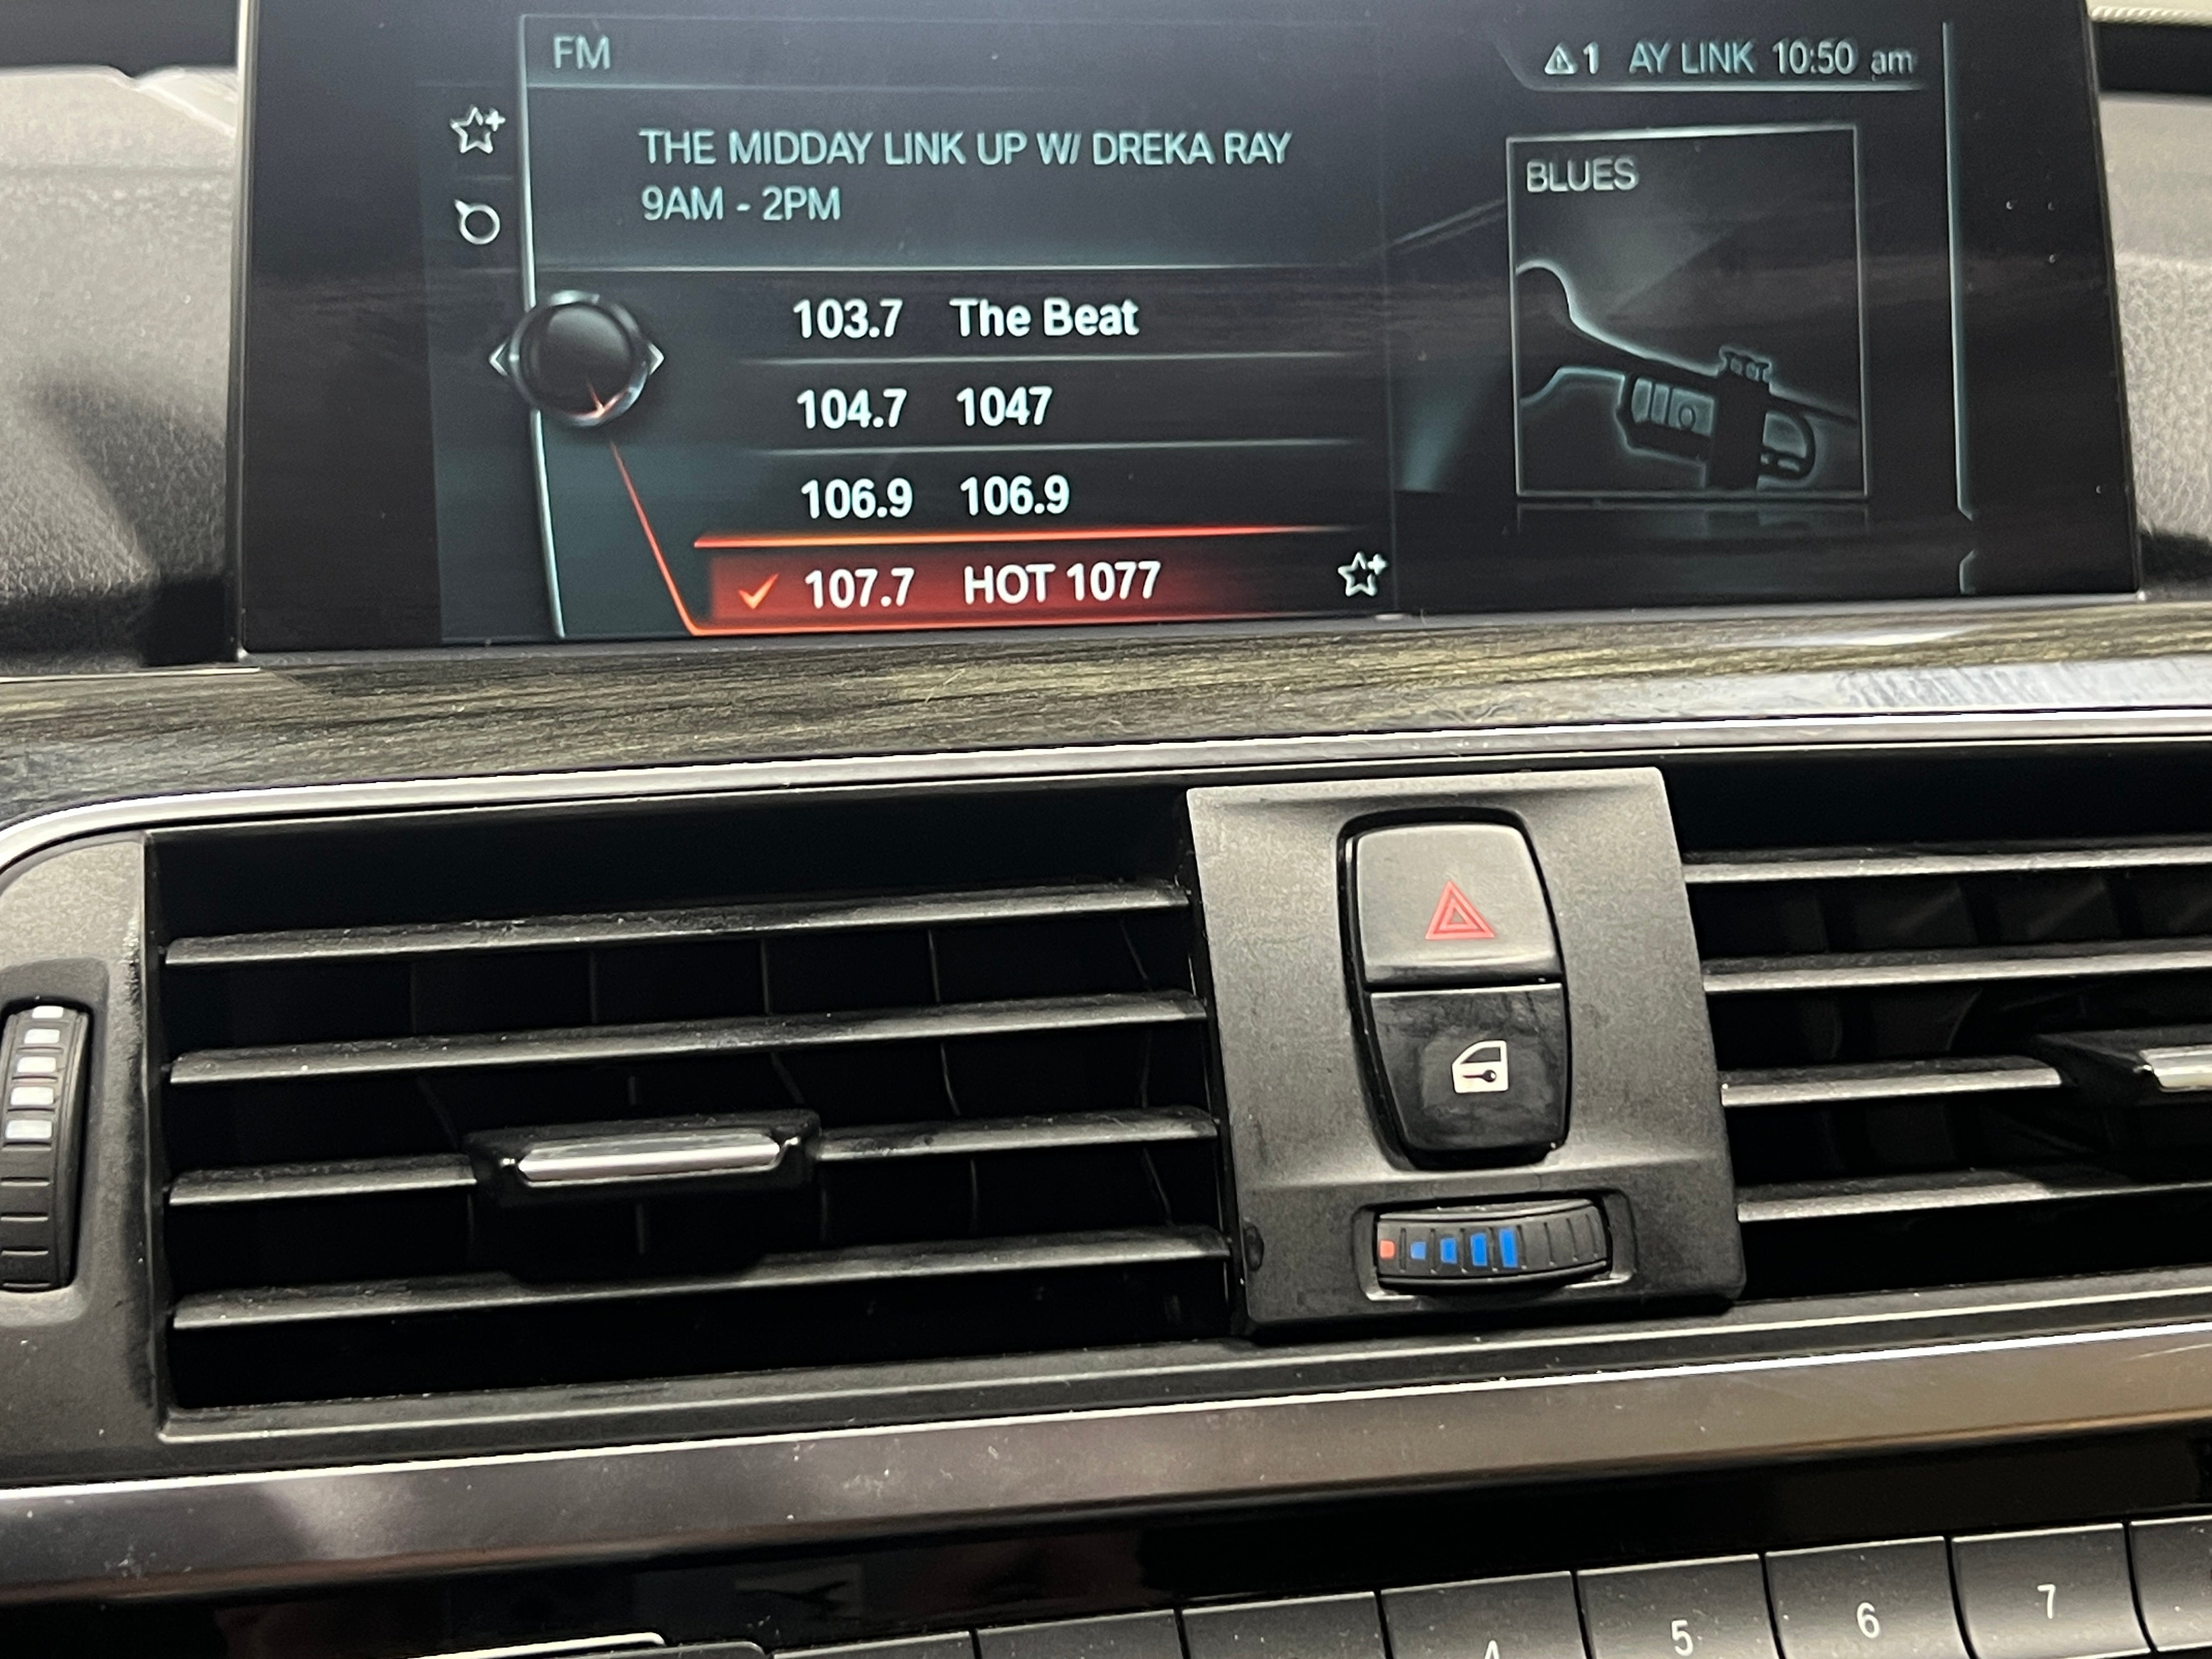 FM
1 AY LINK 10:50 am
THE MIDDAY LINK UP W/ DREKA RAY
9AM - 2PM
BLUES
103.7 The Beat
104.7 1047
106.9 106.9
107.7 HOT 1077
4 5 6 7